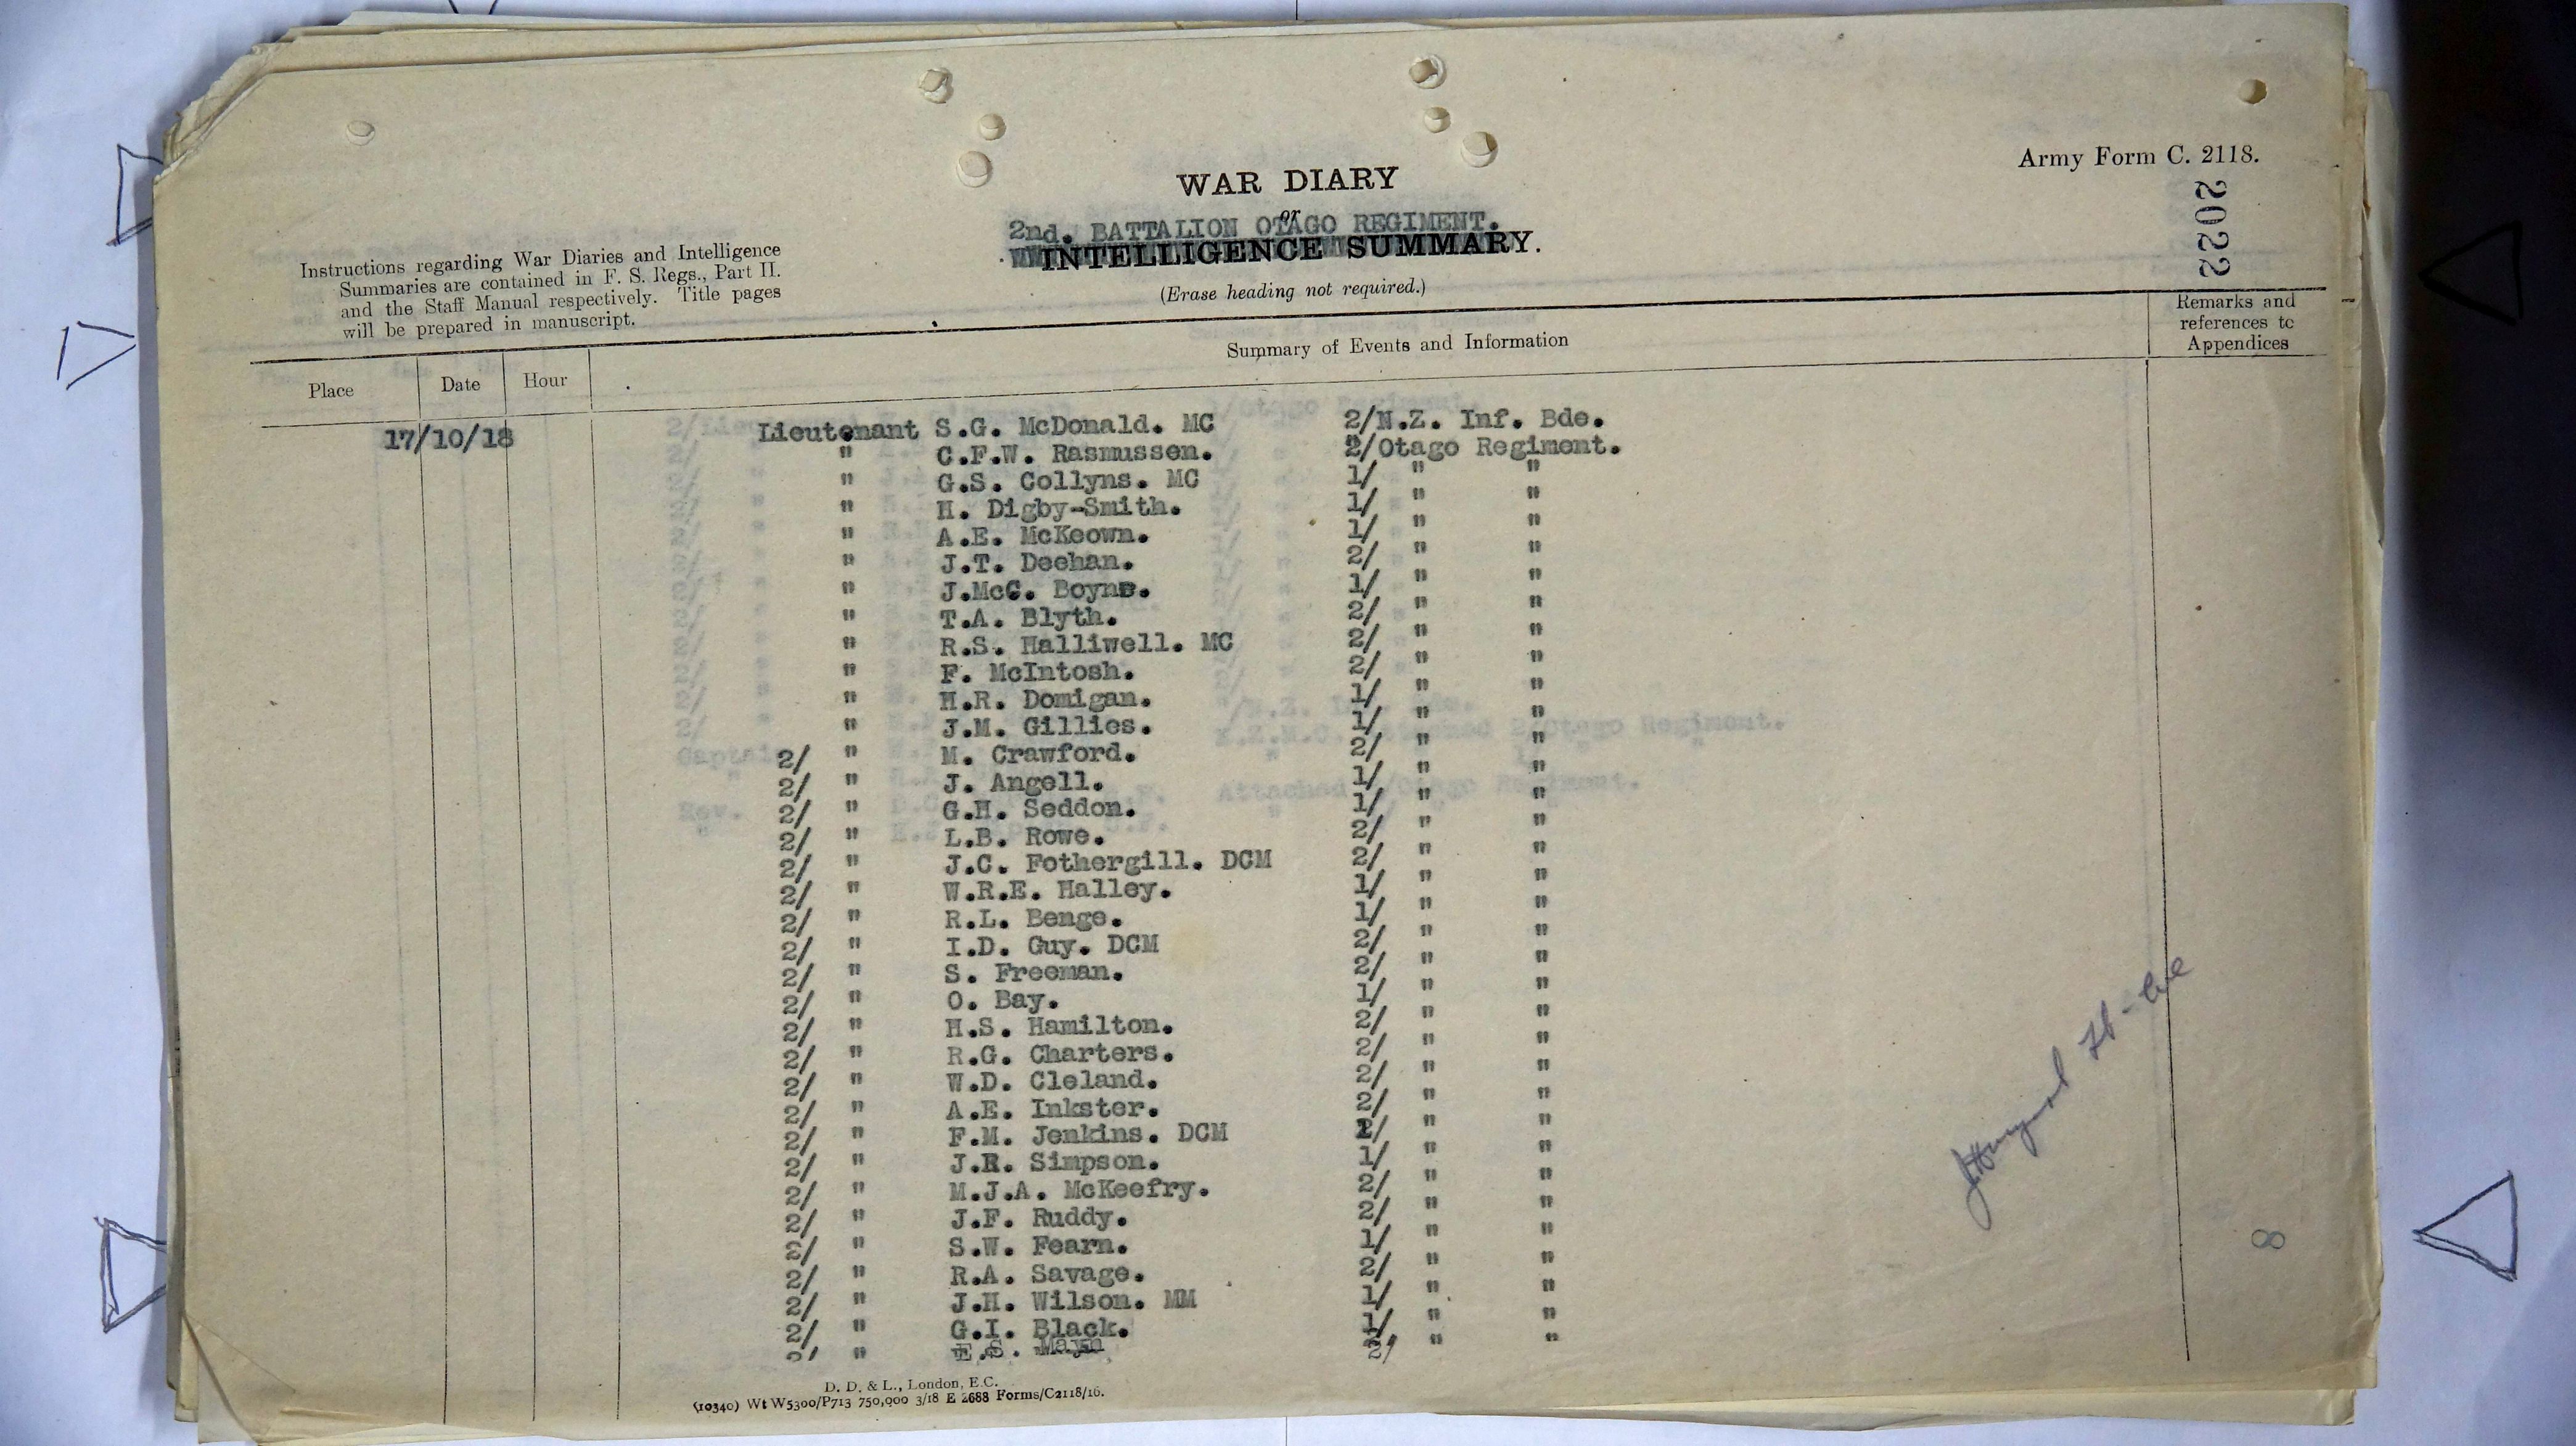 Army Form C. 2118.
2022
WAR DIARY
or
2nd. BATTALION OTAGO REGIMENT.
INTELLIGENCE SUMMARY.
(Erase heading not required.)
Instructions regarding War Diaries and Intelligence
Summaries are contained in F. S. Regs., Part II.
and the Staff Manual respectively. Title pages
will be prepared in manuscript.
Place Date Hour Summary of Events and Information Remarks and references to Appendices
17/10/18 Lieutenant S.G. McDonald. MC 2/N.Z. Inf. Bde.
" C.F.W. Rasmussen. 2/Otago Regiment.
" G.S. Collyns. MC 1/ " "
" H. Digby-Smith. 1/ " "
" A.E. McKeown. 1/ " "
" J.T. Deehan. 2/ " "
" J.McG. Boyne. 1/ " "
" T.A. Blyth. 2/ " "
" R.S. Halliwell. MC 2/ " "
" F. McIntosh. 2/ " "
" H.R. Domigan. 1/ " "
" J.M. Gillies. 1/ " "
2/ " M. Crawford. 2/ " "
2/ " J. Angell. 1/ " "
2/ " G.H. Seddon. 1/ " "
2/ " L.B. Rowe. 2/ " "
2/ " J.C. Fothergill. DCM 2/ " "
2/ " W.R.E. Halley. 1/ " "
2/ " R.L. Benge. 1/ " "
2/ " I.D. Guy. DCM 2/ " "
2/ " S. Freeman. 2/ " "
2/ " O. Bay. 1/ " "
2/ " H.S. Hamilton. 2/ " "
2/ " R.G. Charters. 2/ " "
2/ " W.D. Cleland. 2/ " "
2/ " A.E. Inkster. 2/ " "
2/ " F.M. Jenkins. DCM " "
2/ " J.R. Simpson. 1/ " "
2/ " M.J.A. McKeefry. 2/ " "
2/ " J.F. Ruddy. 2/ " "
2/ " S.W. Fearn. 1/ " "
2/ " R.A. Savage. 2/ " "
2/ " J.H. Wilson. MM 1/ " "
2/ " G.I. Black. 1/ " "
2/ " E.S. 2/ " "
8
D. D. & L., London, E.C.
(10340) Wt W5300/P713 750,000 3/18 E 2688 Forms/C2118/16.